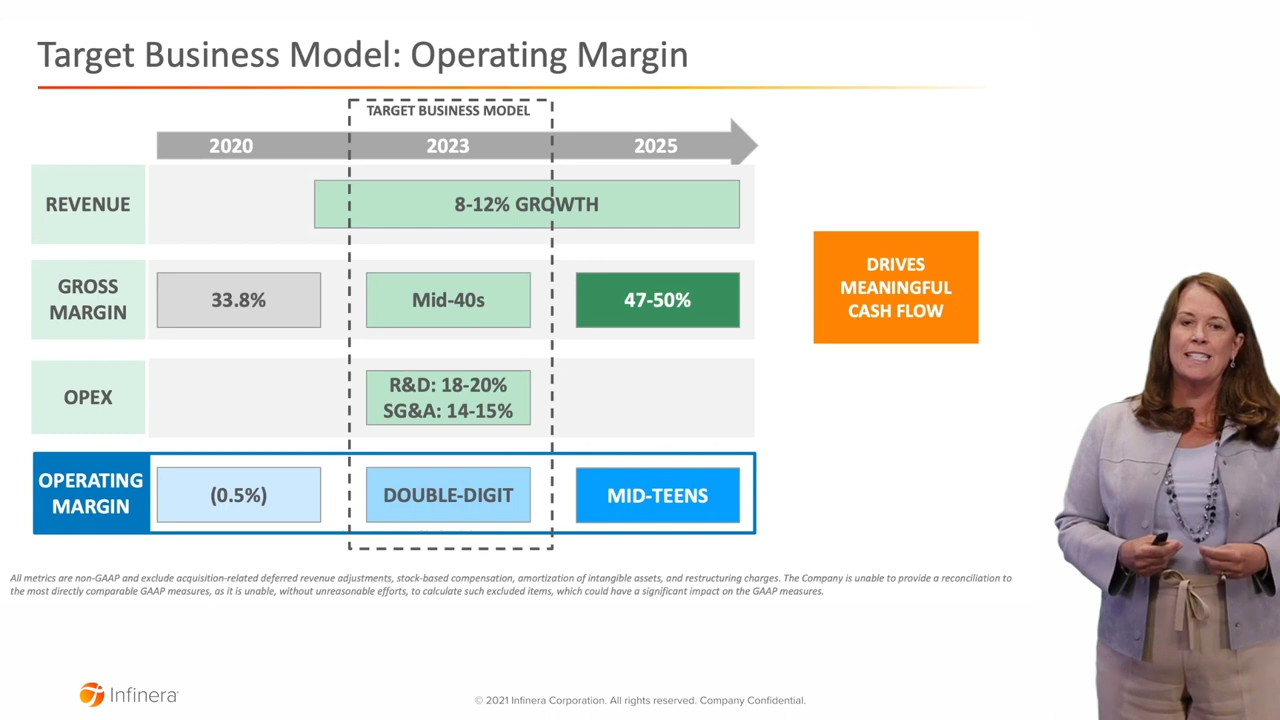 Target Business Model: Operating Margin
TARGET BUSINESS MODEL
2020 2023 2025
REVENUE
8-12% GROWTH
GROSS
MARGIN
33.8%
Mid-40s
47-50%
OPEX
R&D: 18-20%
SG&A: 14-15%
OPERATING
MARGIN
(0.5%)
DOUBLE-DIGIT
MID-TEENS
DRIVES
MEANINGFUL
CASH FLOW
All metrics are non-GAAP and exclude acquisition-related deferred revenue adjustments, stock-based compensation, amortization of intangible assets, and restructuring charges. The Company is unable to provide a reconciliation to
the most directly comparable GAAP measures, as it is unable, without unreasonable efforts, to calculate such excluded items, which could have a significant impact on the GAAP measures.
Infinera
© 2021 Infinera Corporation. All rights reserved. Company Confidential.